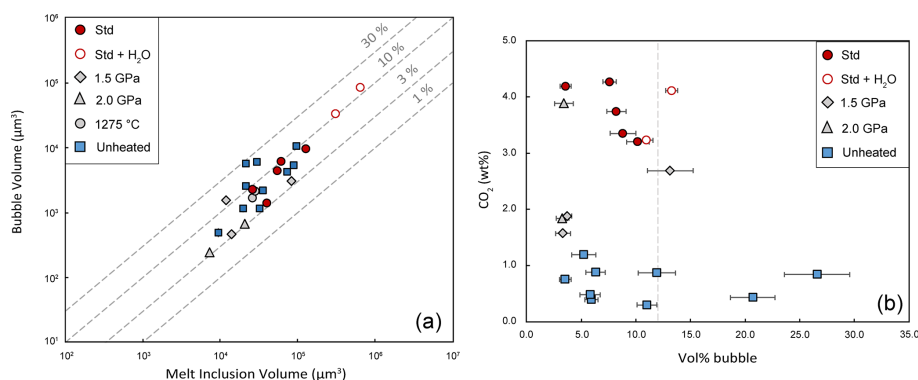 10⁶
10⁵
10⁴
10³
10²
10¹
Bubble Volume (µm³)
Std
Std + H₂O
1.5 GPa
2.0 GPa
1275 °C
Unheated
30 %
10 %
3 %
1 %
(a)
10² 10³ 10⁴ 10⁵ 10⁶ 10⁷
Melt Inclusion Volume (µm³)
5.0
4.0
3.0
2.0
1.0
0.0
CO₂ (wt%)
Std
Std + H₂O
1.5 GPa
2.0 GPa
Unheated
(b)
0.0 5.0 10.0 15.0 20.0 25.0 30.0 35.0
Vol% bubble